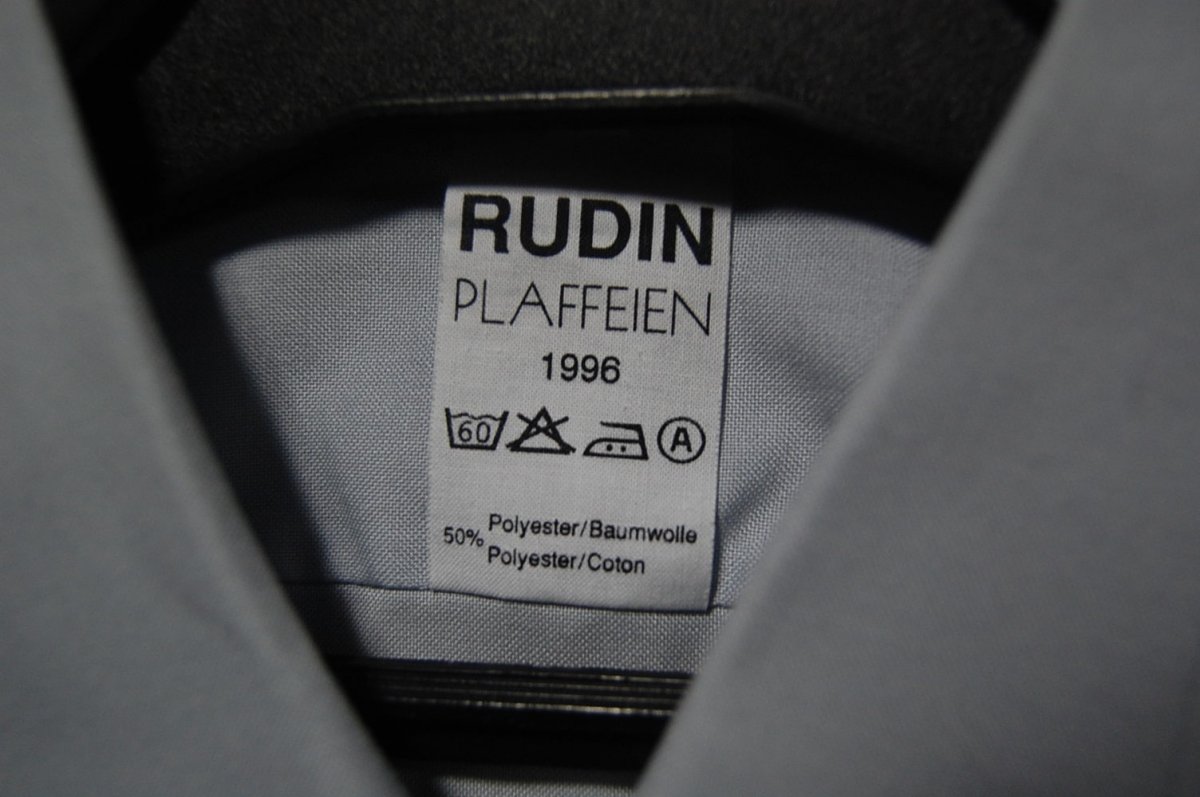 RUDIN
PLAFFEIEN
1996
60 A
50% Polyester/Baumwolle
Polyester/Coton